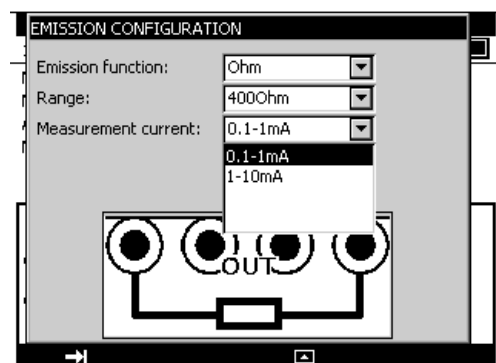 EMISSION CONFIGURATION
Emission function: Ohm
Range: 400Ohm
Measurement current: 0.1-1mA
0.1-1mA
1-10mA
OUT